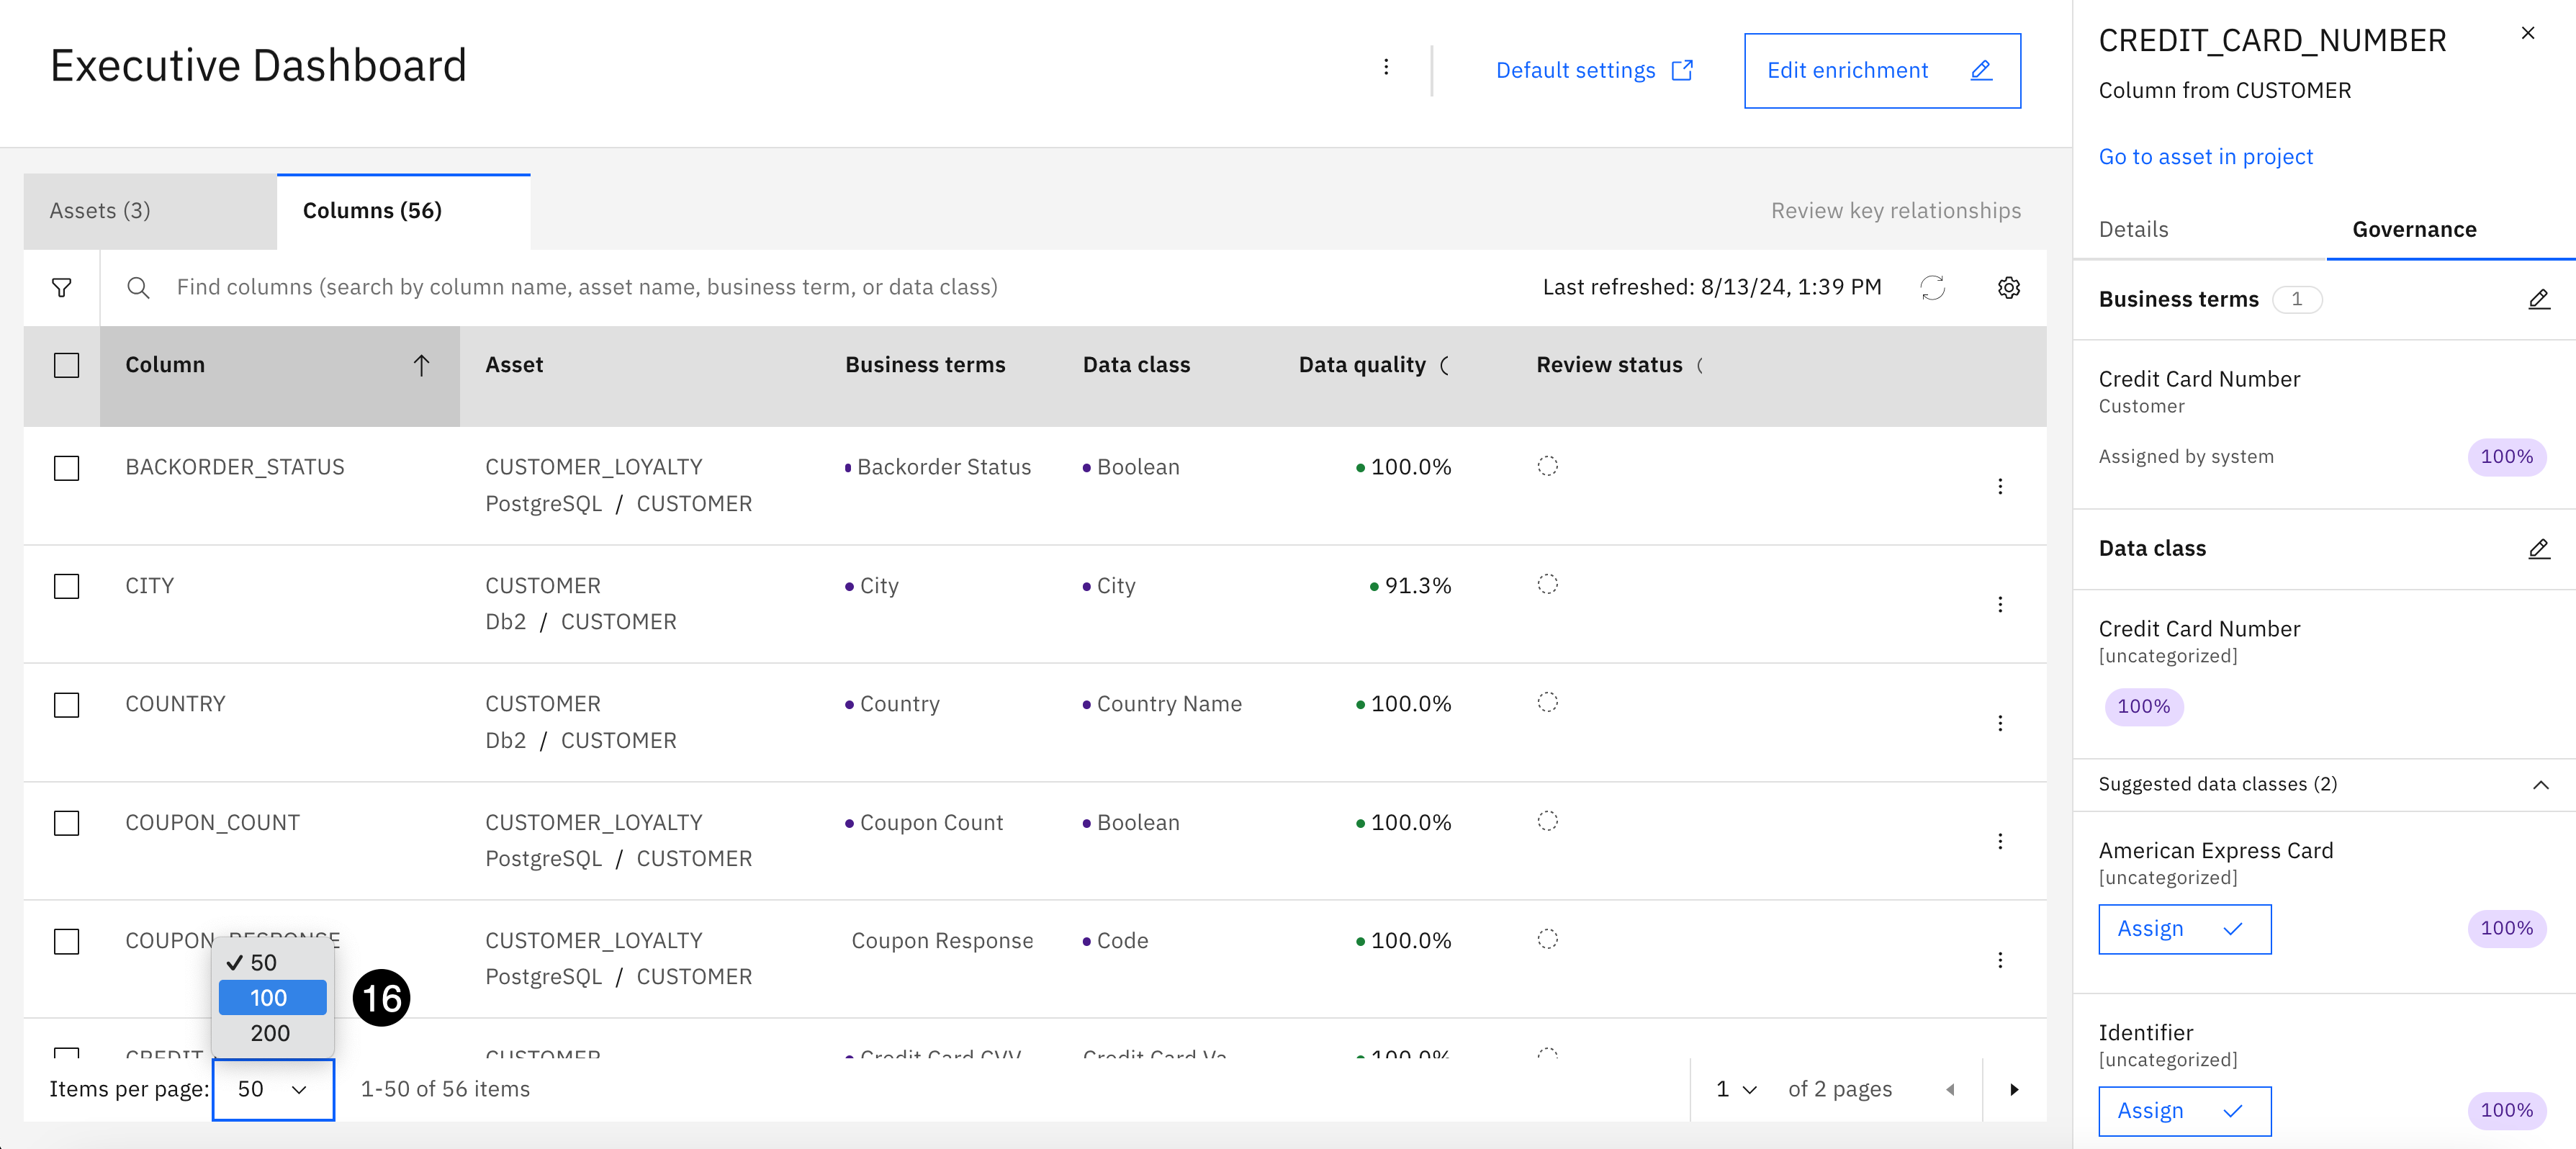 Executive Dashboard
Default settings
Edit enrichment
Assets (3)
Columns (56)
Review key relationships
Find columns (search by column name, asset name, business term, or data class)
Last refreshed: 8/13/24, 1:39 PM
Column Asset Business terms Data class Data quality ( Review status (
BACKORDER_STATUS CUSTOMER_LOYALTY Backorder Status Boolean 100.0%
PostgreSQL / CUSTOMER
CITY CUSTOMER City City 91.3%
Db2 / CUSTOMER
COUNTRY CUSTOMER Country Country Name 100.0%
Db2 / CUSTOMER
COUPON_COUNT CUSTOMER_LOYALTY Coupon Count Boolean 100.0%
PostgreSQL / CUSTOMER
COUPON_RESPONSE CUSTOMER_LOYALTY Coupon Response Code 100.0%
PostgreSQL / CUSTOMER
✓ 50
100
200
16
CREDIT CUSTOMER Credit Card CVV Credit Card Va 100.0%
Items per page: 50 1-50 of 56 items
1 of 2 pages
CREDIT_CARD_NUMBER
Column from CUSTOMER
Go to asset in project
Details
Governance
Business terms 1
Credit Card Number
Customer
Assigned by system 100%
Data class
Credit Card Number
[uncategorized]
100%
Suggested data classes (2)
American Express Card
[uncategorized]
Assign 100%
Identifier
[uncategorized]
Assign 100%